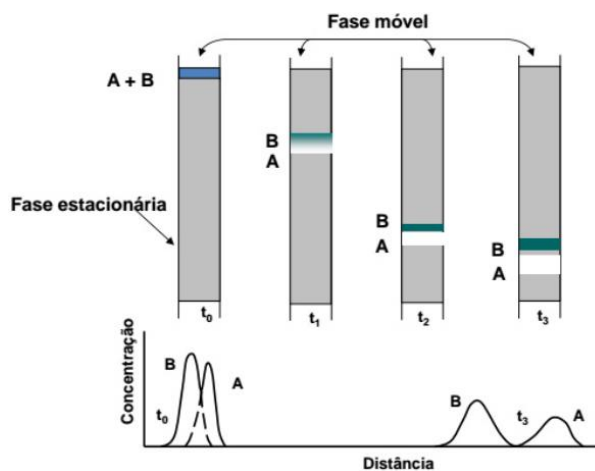 Fase móvel
A + B
B
A
B
A
B
A
Fase estacionária
t₀
t₁
t₂
t₃
Concentração
B
A
t₀
B
t₃
A
Distância